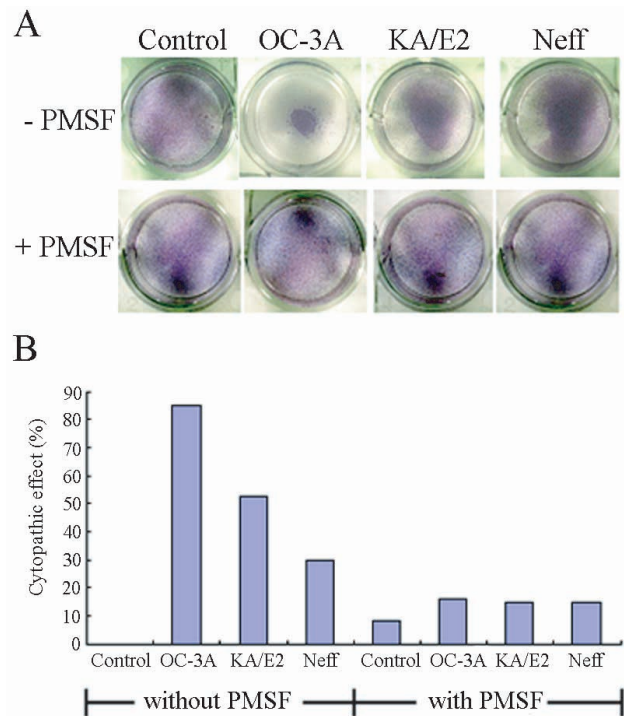 A
Control OC-3A KA/E2 Neff
- PMSF
+ PMSF
B
Cytopathic effect (%)
90
80
70
60
50
40
30
20
10
0
Control OC-3A KA/E2 Neff Control OC-3A KA/E2 Neff
without PMSF with PMSF